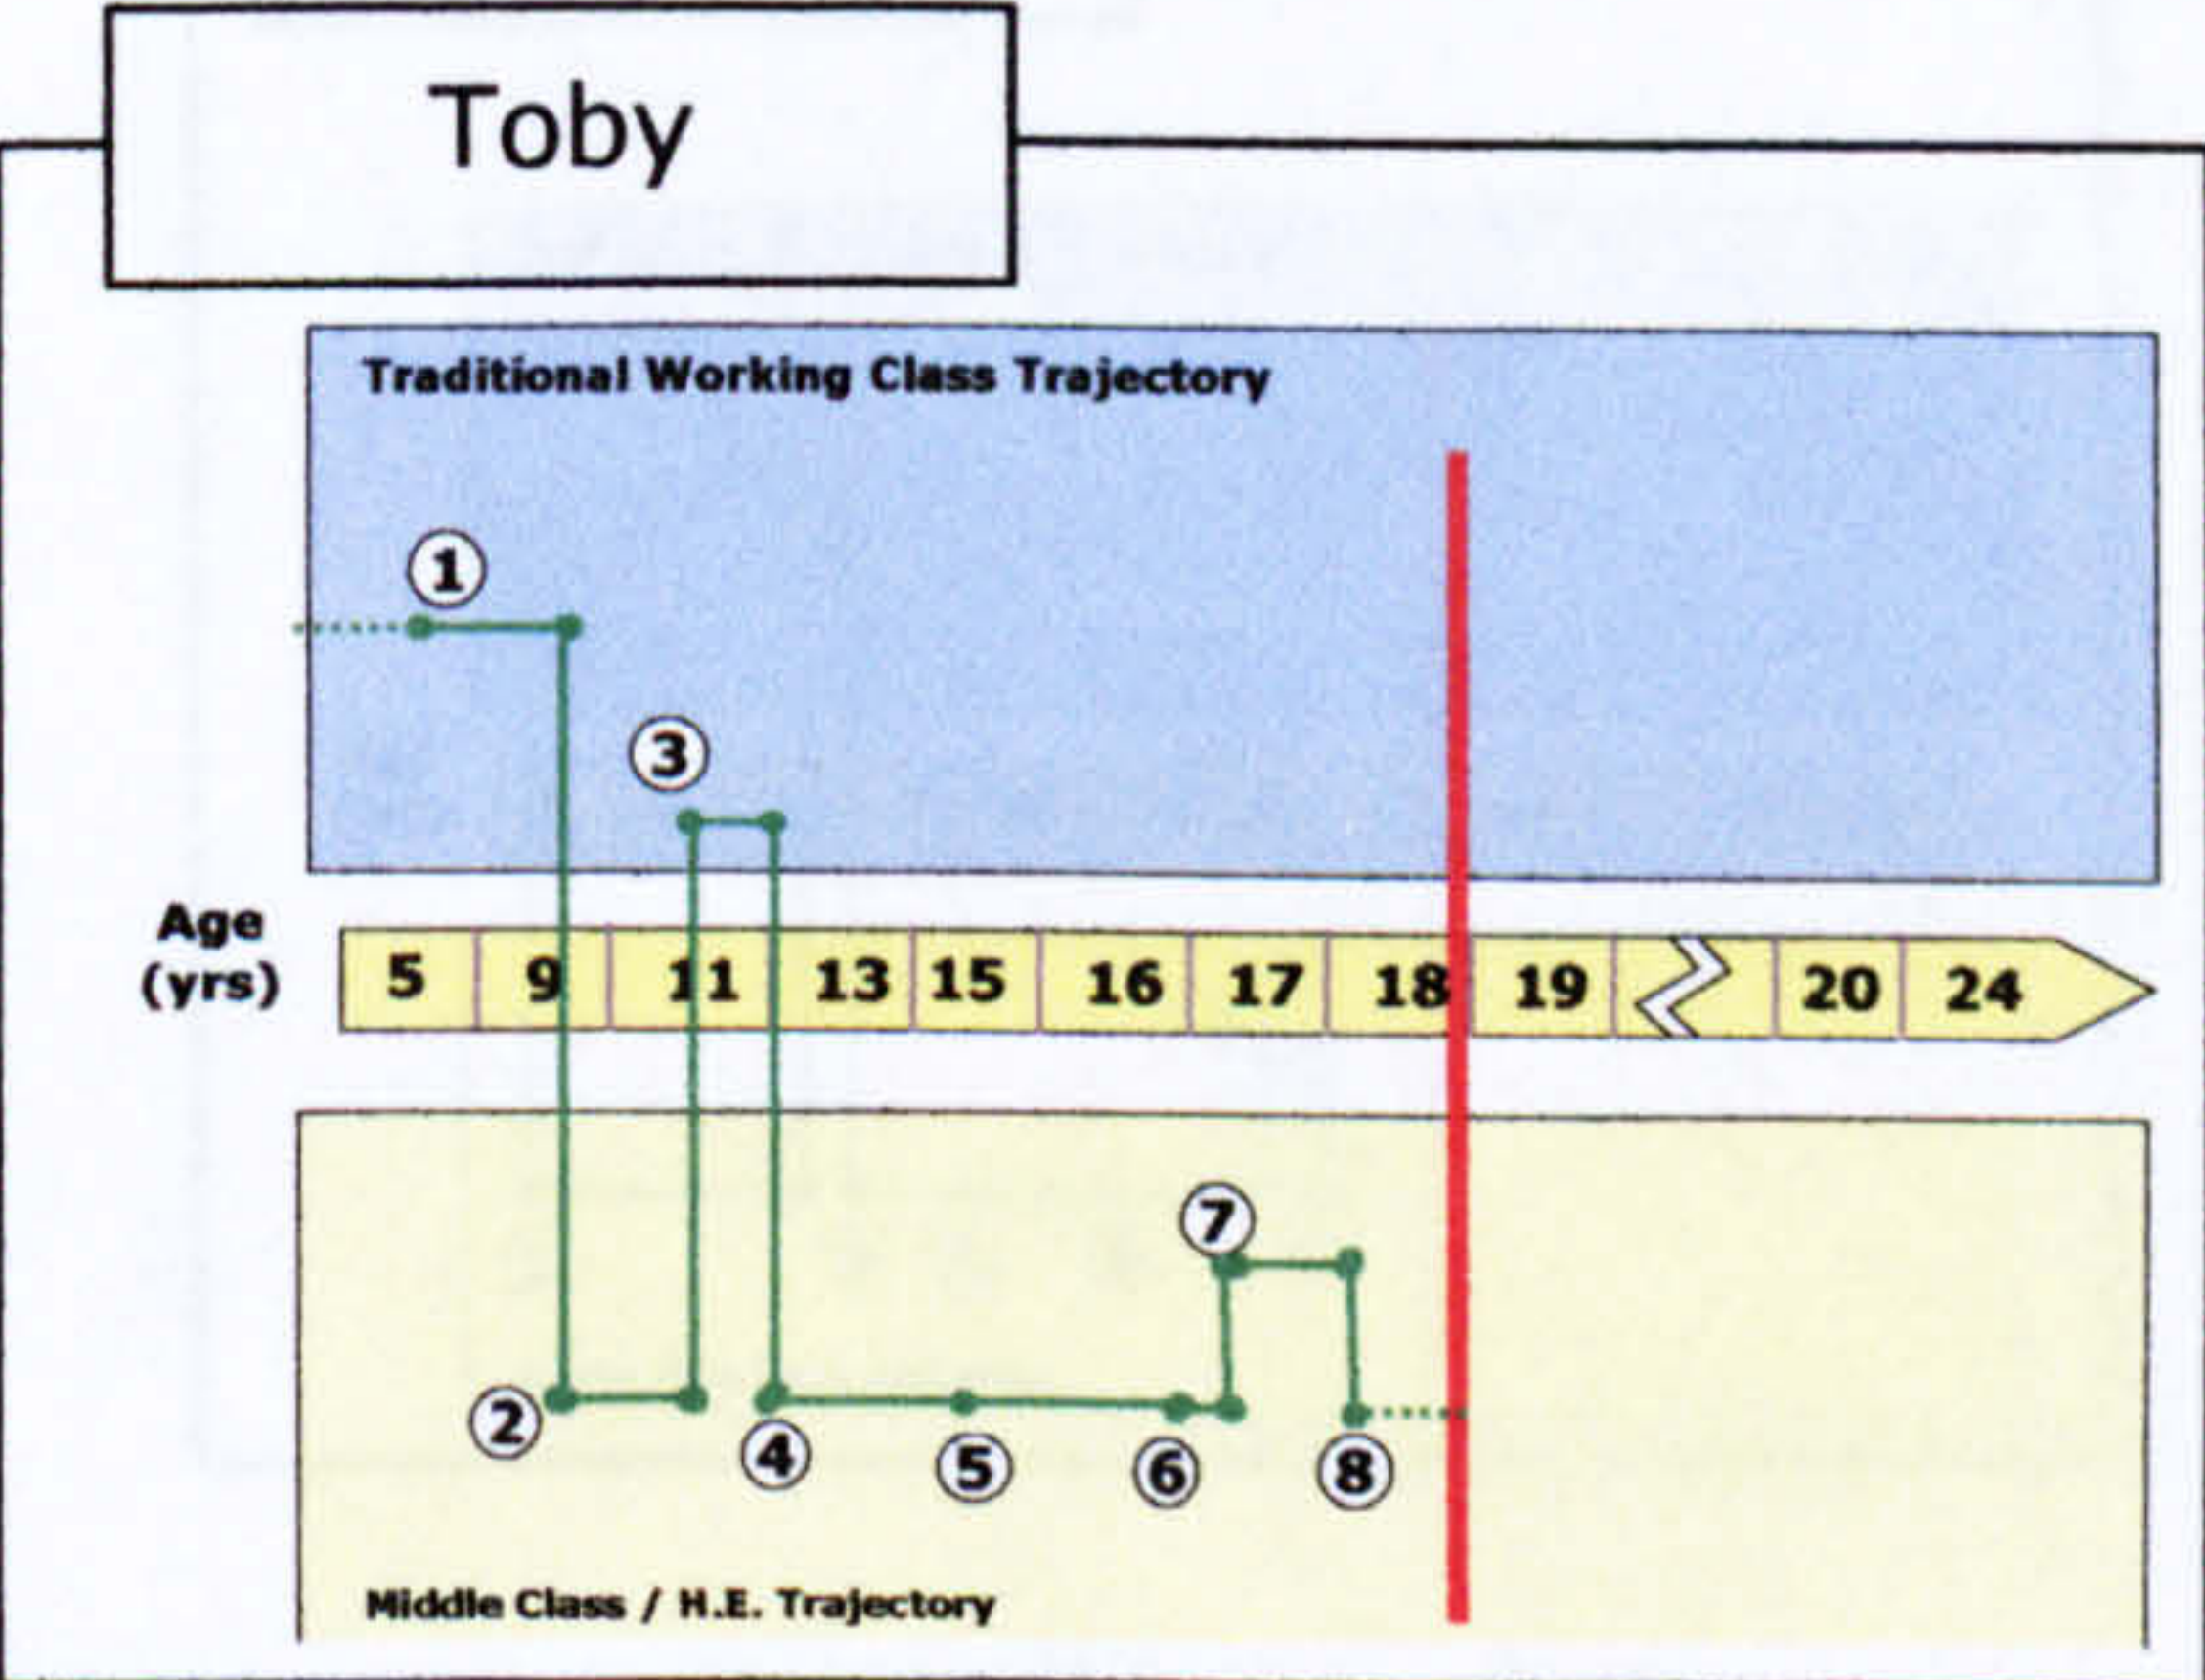 Toby
Traditional Working Class Trajectory
1
3
Age
(yrs)
5 9 11 13 15 16 17 18 19 20 24
7
2
4
5
6
8
Middle Class / H.E. Trajectory